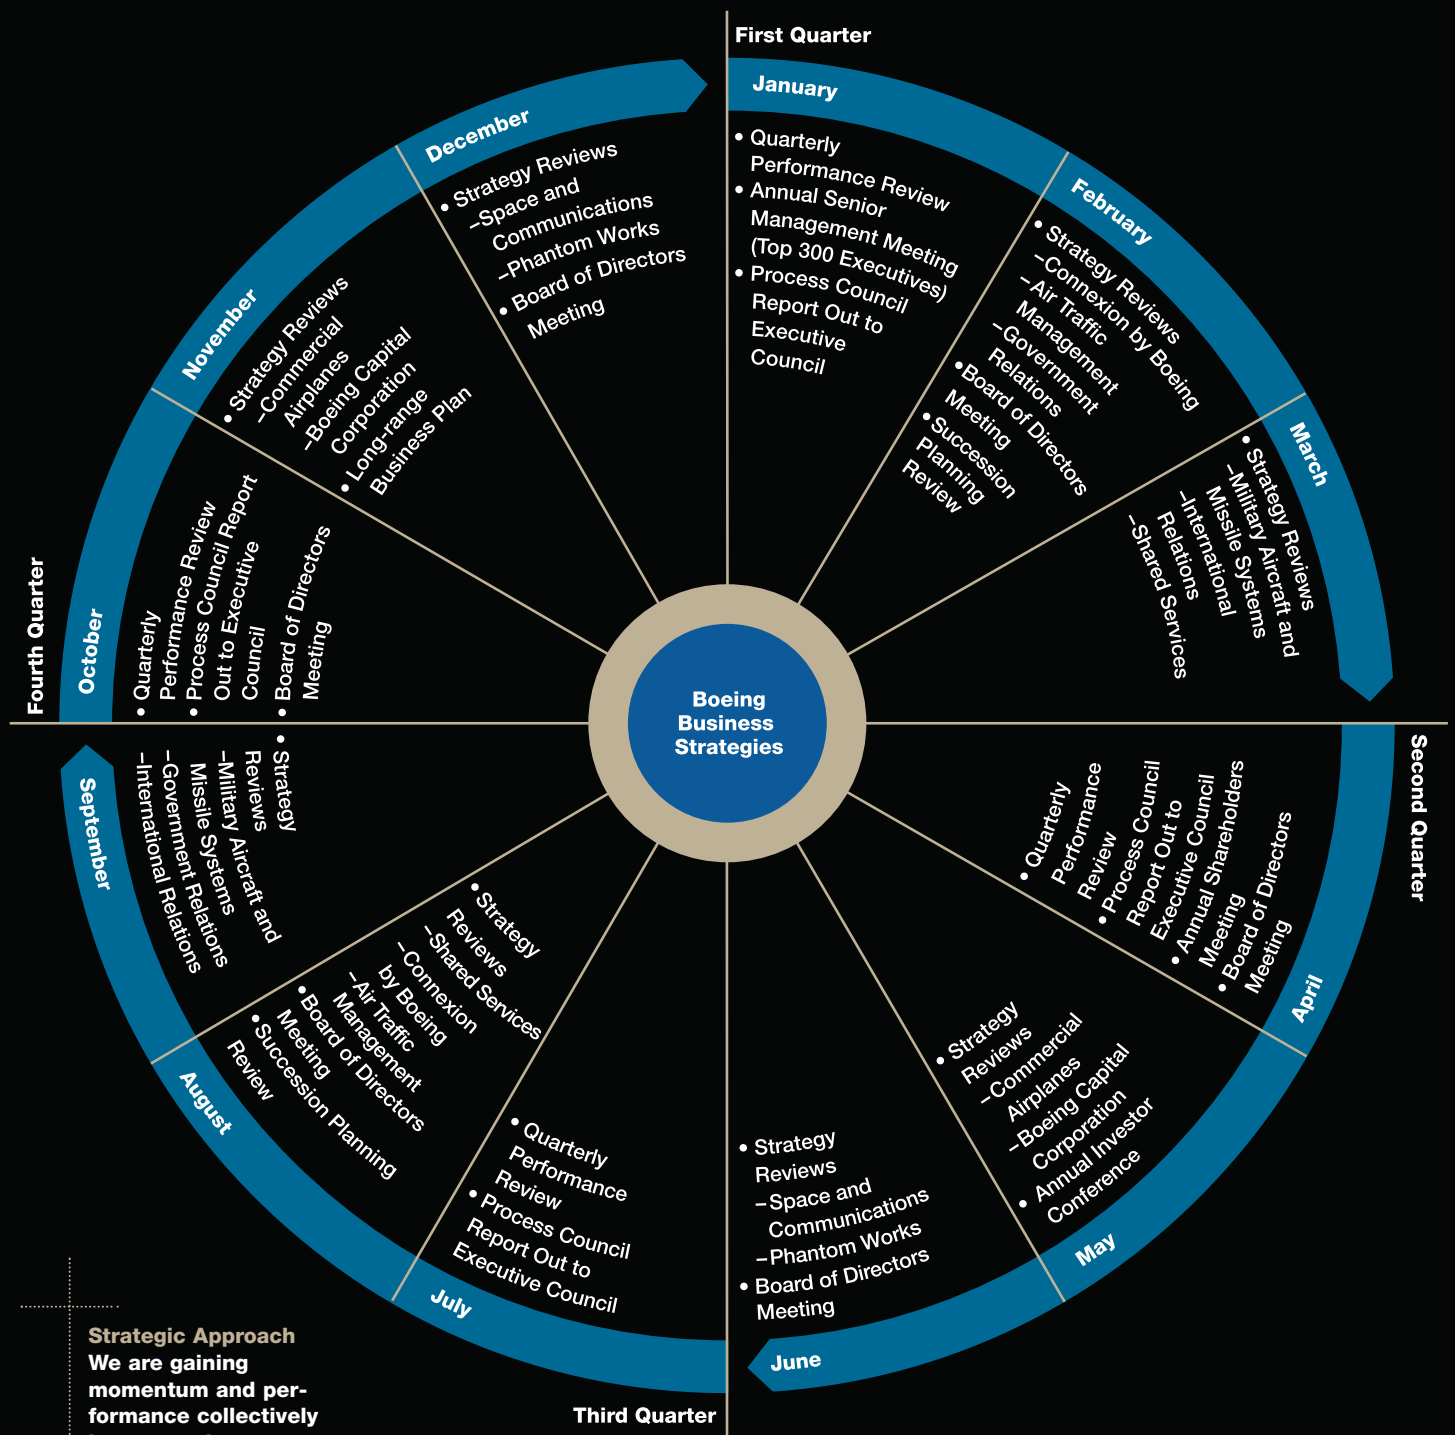 First Quarter
January
• Quarterly
Performance Review
• Annual Senior
Management Meeting
(Top 300 Executives)
• Process Council
Report Out to
Executive
Council
February
• Strategy Reviews
–Connexion by Boeing
–Air Traffic
Management
–Government
Relations
• Board of Directors
Meeting
• Succession
Planning
Review
March
• Strategy Reviews
–Military Aircraft and
Missile Systems
–International
Relations
–Shared Services
Second Quarter
April
• Quarterly
Performance
Review
• Process Council
Report Out to
Executive Council
• Annual Shareholders
Meeting
• Board of Directors
Meeting
May
• Strategy
Reviews
–Commercial
Airplanes
–Boeing Capital
Corporation
• Annual Investor
Conference
June
• Strategy
Reviews
–Space and
Communications
–Phantom Works
• Board of Directors
Meeting
Third Quarter
July
• Quarterly
Performance
Review
• Process Council
Report Out to
Executive Council
August
• Strategy
Reviews
–Shared Services
–Connexion
by Boeing
–Air Traffic
Management
• Board of Directors
Meeting
• Succession Planning
Review
September
• Strategy
Reviews
–Military Aircraft and
Missile Systems
–Government Relations
–International Relations
Fourth Quarter
October
• Quarterly
Performance Review
• Process Council Report
Out to Executive
Council
• Board of Directors
Meeting
November
• Strategy Reviews
–Commercial
Airplanes
–Boeing Capital
Corporation
• Long-range
Business Plan
December
• Strategy Reviews
–Space and
Communications
–Phantom Works
• Board of Directors
Meeting
Boeing
Business
Strategies
Strategic Approach
We are gaining
momentum and per-
formance collectively